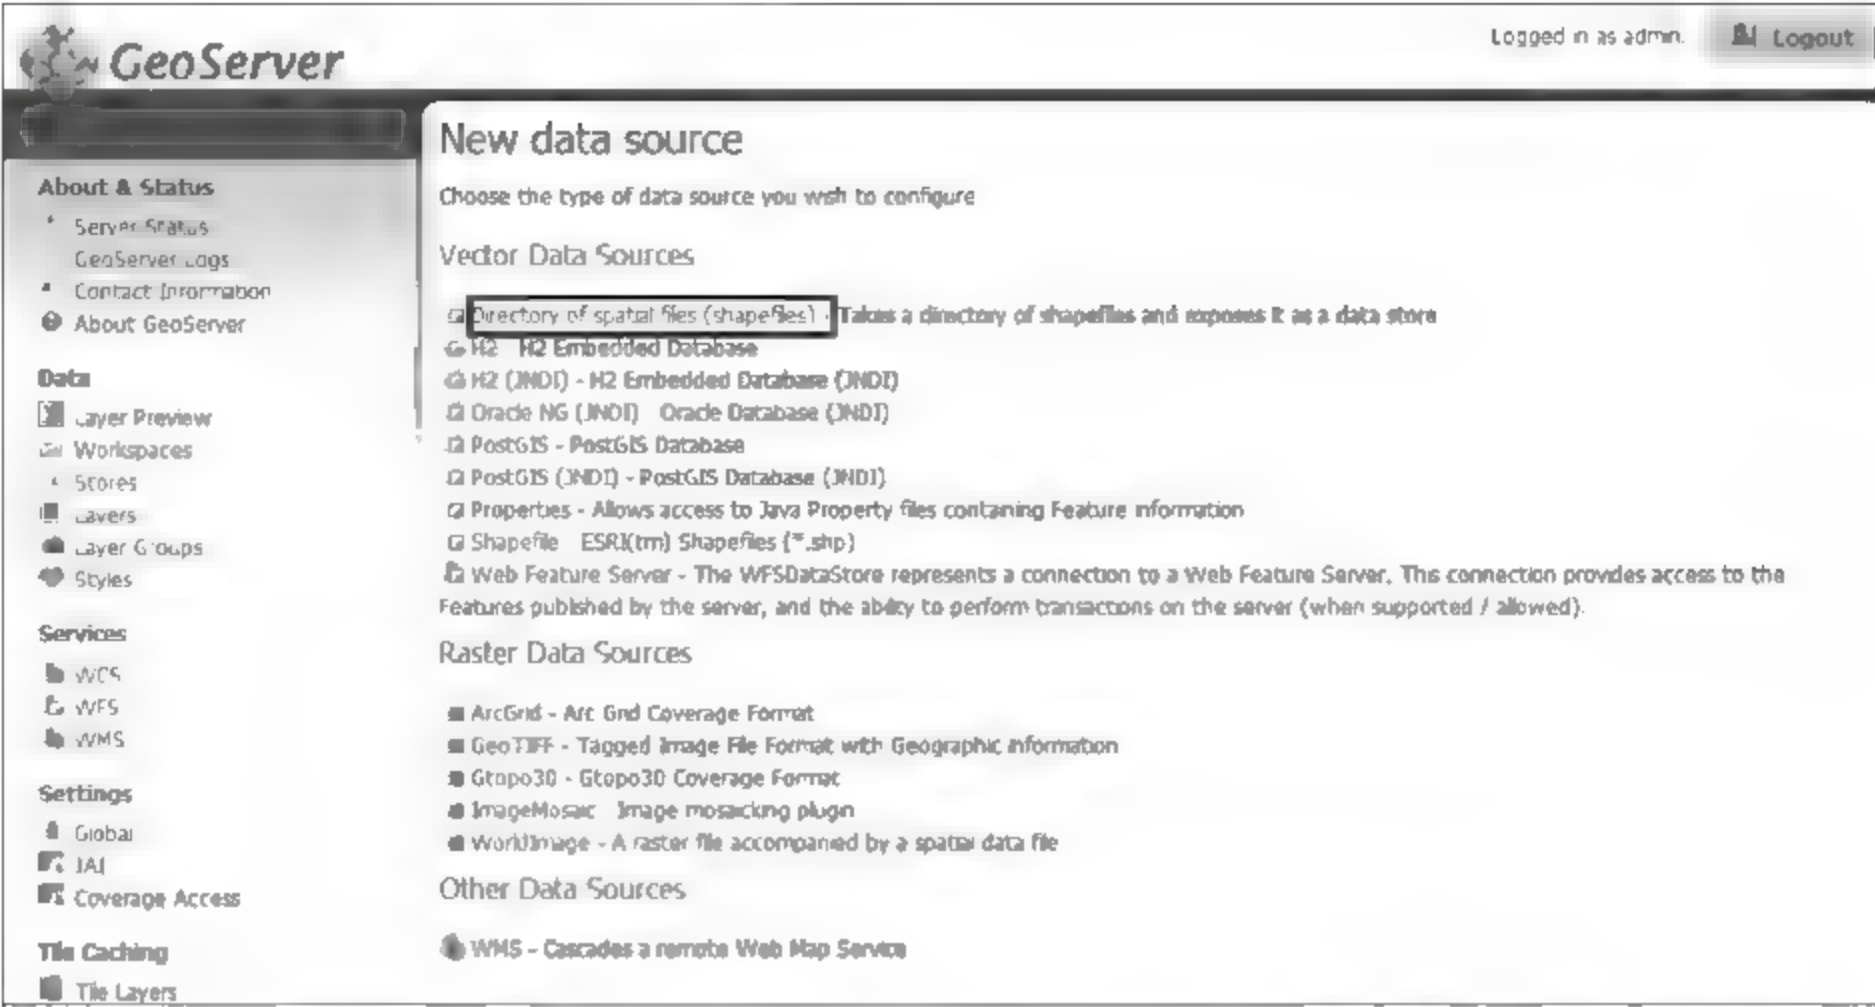 GeoServer
Logged in as admin.
Logout
About & Status
Server Status
GeoServer Logs
Contact Information
About GeoServer
Data
Layer Preview
Workspaces
Stores
Layers
Layer Groups
Styles
Services
WCS
WFS
WMS
Settings
Global
JAI
Coverage Access
Tile Caching
Tile Layers
New data source
Choose the type of data source you wish to configure
Vector Data Sources
Directory of spatial files (shapefiles) - Takes a directory of shapefiles and exposes it as a data store
H2 - H2 Embedded Database
H2 (JNDI) - H2 Embedded Database (JNDI)
Oracle NG (JNDI) - Oracle Database (JNDI)
PostGIS - PostGIS Database
PostGIS (JNDI) - PostGIS Database (JNDI)
Properties - Allows access to Java Property files containing Feature information
Shapefile - ESRI(tm) Shapefiles (*.shp)
Web Feature Server - The WFSDataStore represents a connection to a Web Feature Server. This connection provides access to the
Features published by the server, and the ability to perform transactions on the server (when supported / allowed).
Raster Data Sources
ArcGrid - Arc Grid Coverage Format
GeoTIFF - Tagged Image File Format with Geographic information
Gtopo30 - Gtopo30 Coverage Format
ImageMosaic - Image mosaicking plugin
WorldImage - A raster file accompanied by a spatial data file
Other Data Sources
WMS - Cascades a remote Web Map Service